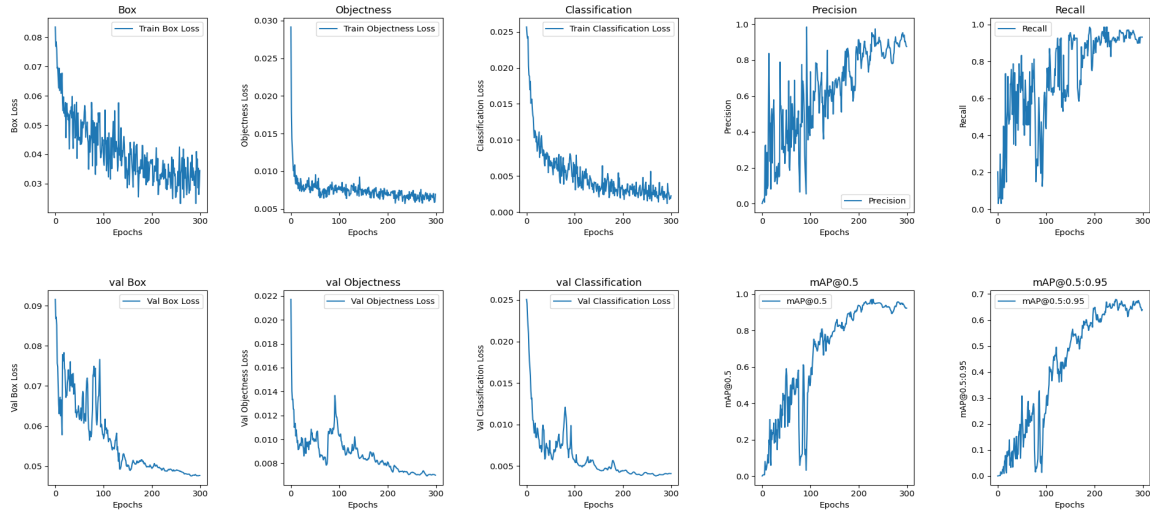 Box
Train Box Loss
0.08
0.07
0.06
0.05
0.04
0.03
Box Loss
0
100
200
300
Epochs
Objectness
Train Objectness Loss
0.030
0.025
0.020
0.015
0.010
0.005
Objectness Loss
0
100
200
300
Epochs
Classification
Train Classification Loss
0.025
0.020
0.015
0.010
0.005
0.000
Classification Loss
0
100
200
300
Epochs
Precision
1.0
0.8
0.6
0.4
0.2
0.0
Precision
Precision
0
100
200
300
Epochs
Recall
Recall
1.0
0.8
0.6
0.4
0.2
0.0
Recall
0
100
200
300
Epochs
val Box
Val Box Loss
0.09
0.08
0.07
0.06
0.05
Val Box Loss
0
100
200
300
Epochs
val Objectness
Val Objectness Loss
0.022
0.020
0.018
0.016
0.014
0.012
0.010
0.008
Val Objectness Loss
0
100
200
300
Epochs
val Classification
Val Classification Loss
0.025
0.020
0.015
0.010
0.005
Val Classification Loss
0
100
200
300
Epochs
mAP@0.5
mAP@0.5
1.0
0.8
0.6
0.4
0.2
0.0
mAP@0.5
0
100
200
300
Epochs
mAP@0.5:0.95
mAP@0.5:0.95
0.7
0.6
0.5
0.4
0.3
0.2
0.1
0.0
mAP@0.5:0.95
0
100
200
300
Epochs